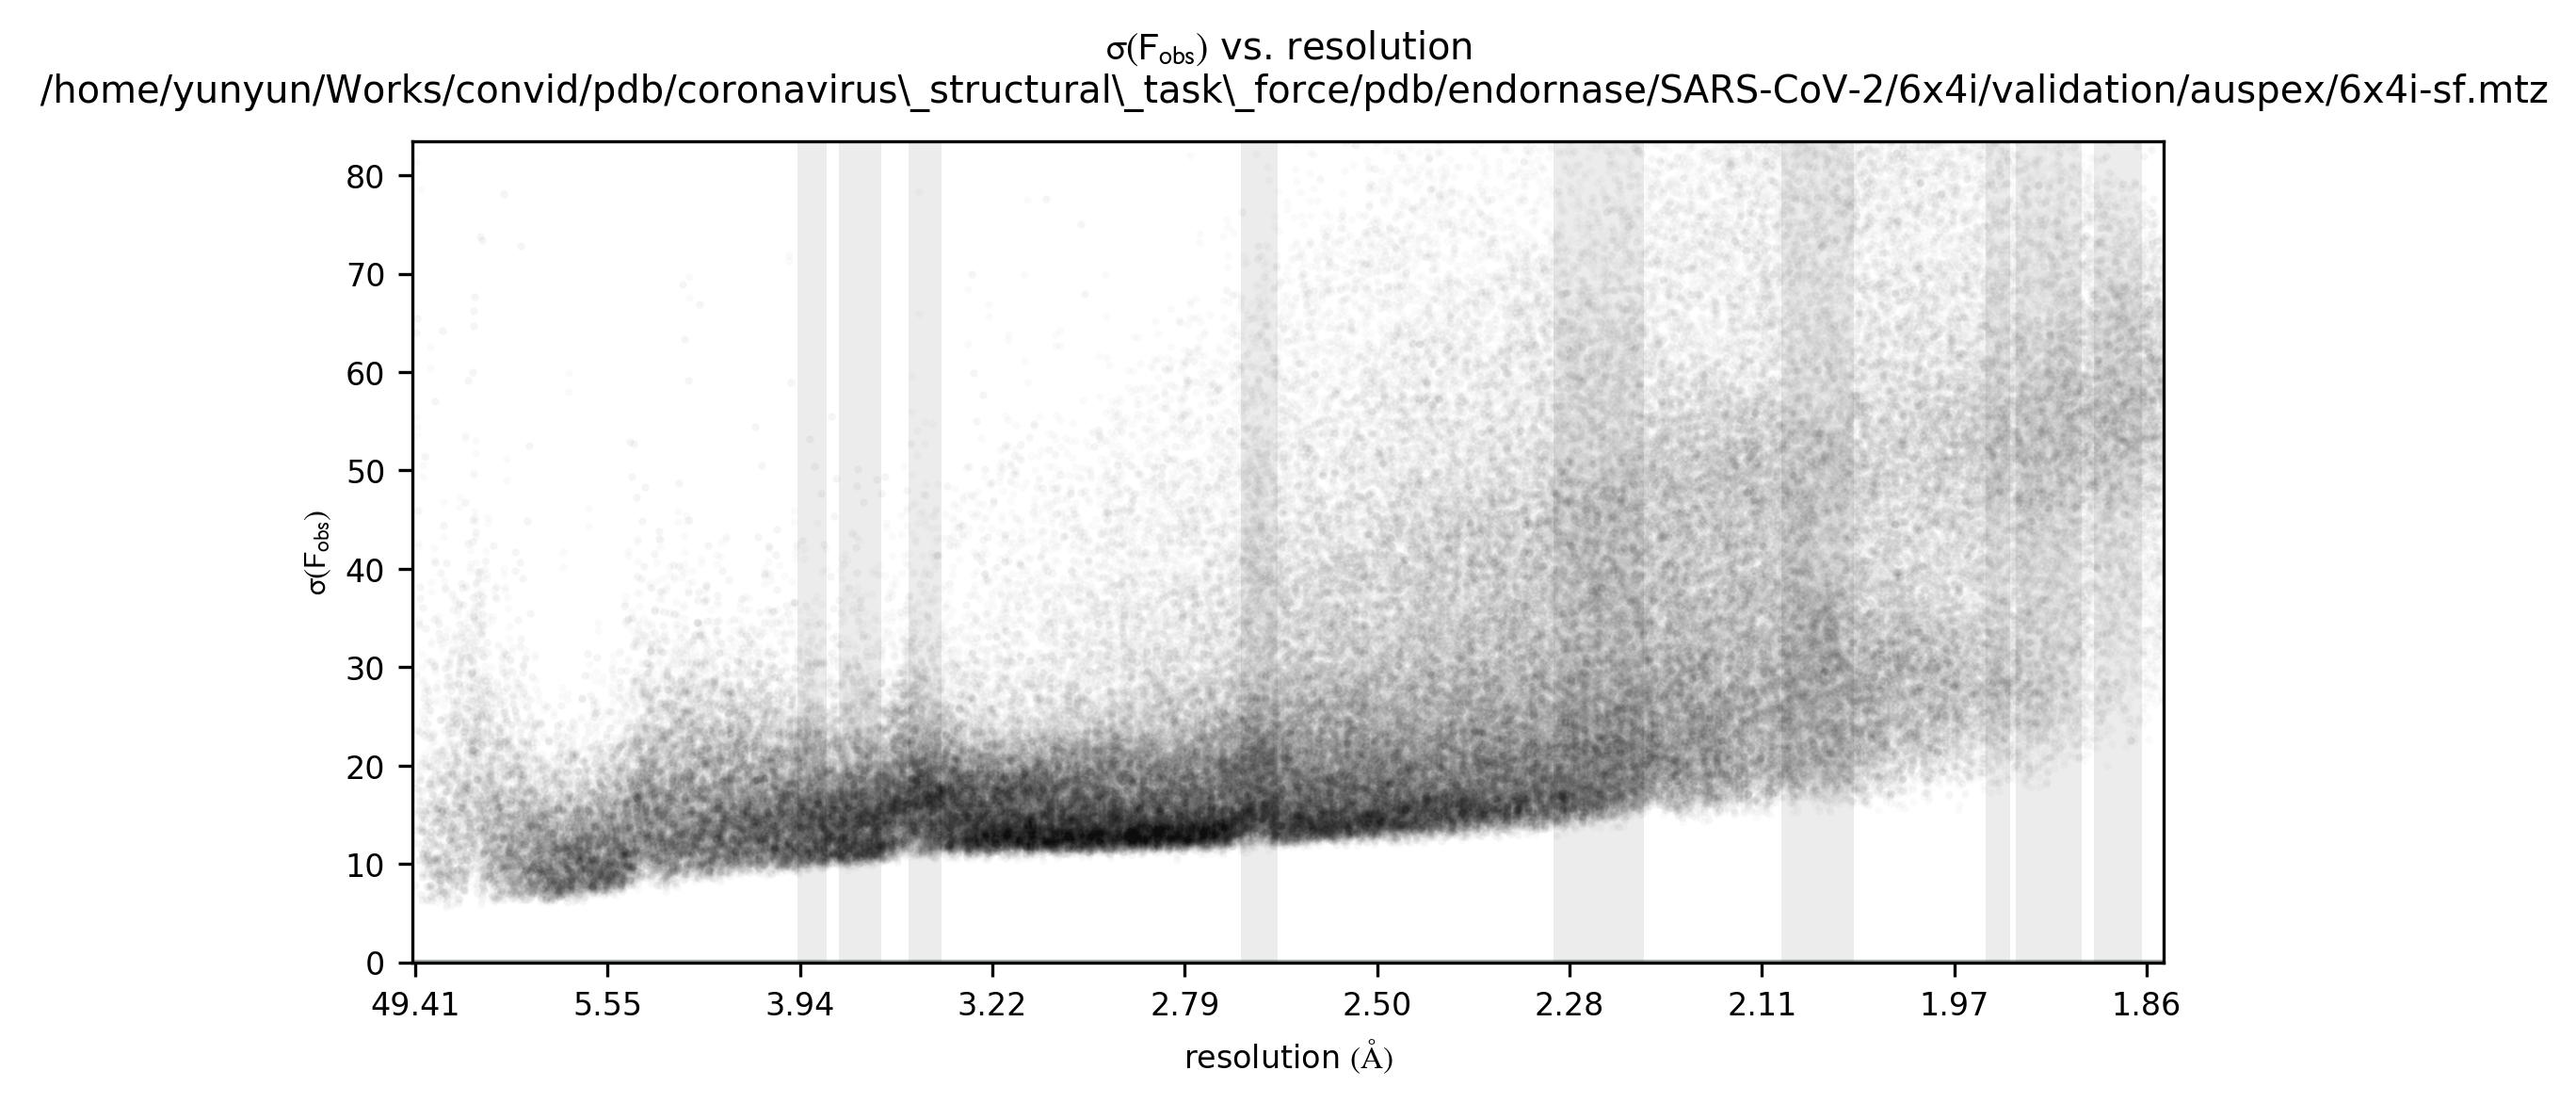 σ(Fobs) vs. resolution
/home/yunyun/Works/convid/pdb/coronavirus\_structural\_task\_force/pdb/endornase/SARS-CoV-2/6x4i/validation/auspex/6x4i-sf.mtz
80
70
60
50
40
30
20
10
0
σ(Fobs)
49.41 5.55 3.94 3.22 2.79 2.50 2.28 2.11 1.97 1.86
resolution (Å)